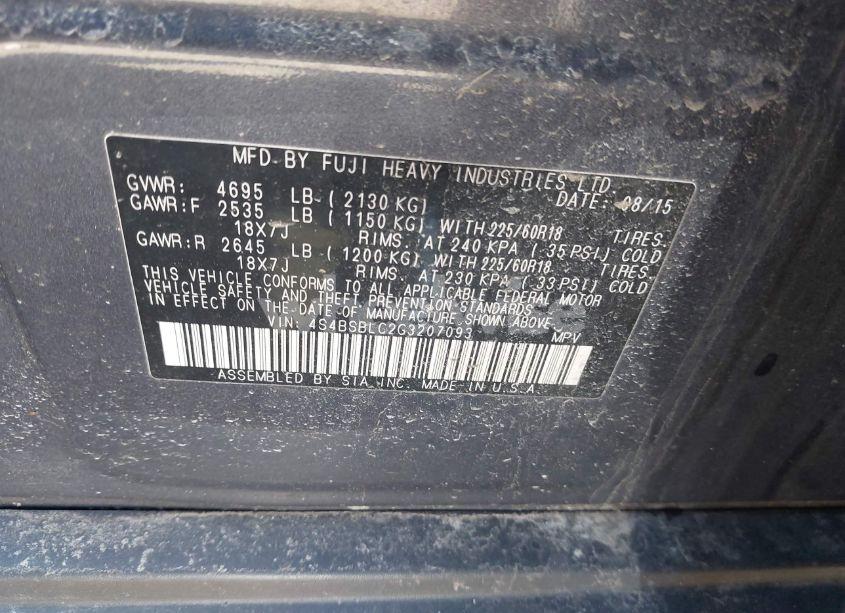 MFD BY FUJI HEAVY INDUSTRIES LTD.
GVWR: 4695 LB ( 2130 KG) DATE: 08/15
GAWR:F 2535 LB ( 1150 KG) WITH 225/60R18 TIRES.
18X7J RIMS. AT 240 KPA ( 35 PSI) COLD
GAWR:R 2645 LB ( 1200 KG) WITH 225/60R18 TIRES.
18X7J RIMS. AT 230 KPA ( 33 PSI) COLD
THIS VEHICLE CONFORMS TO ALL APPLICABLE FEDERAL MOTOR
VEHICLE SAFETY AND THEFT PREVENTION STANDARDS
IN EFFECT ON THE DATE OF MANUFACTURE SHOWN ABOVE.
VIN: 4S4BSBLC2G3207093 MPV
ASSEMBLED BY SIA,INC. MADE IN U.S.A.